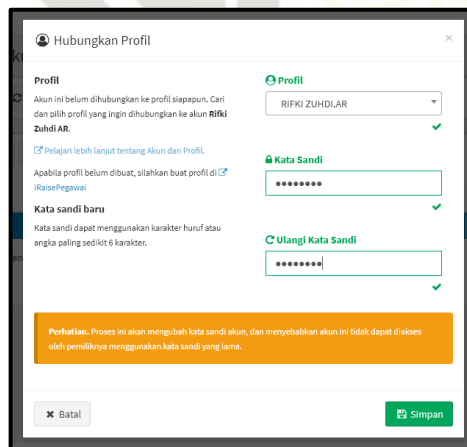 Hubungkan Profil ×
Profil
Akun ini belum dihubungkan ke profil siapapun. Cari
dan pilih profil yang ingin dihubungkan ke akun Rifki
Zuhdi AR.
Pelajari lebih lanjut tentang Akun dan Profil.
Apabila profil belum dibuat, silahkan buat profil di
iRaisePegawai
Kata sandi baru
Kata sandi dapat menggunakan karakter huruf atau
angka paling sedikit 6 karakter.
Profil
RIFKI ZUHDI.AR
Kata Sandi
••••••••
Ulangi Kata Sandi
••••••••
Perhatian. Proses ini akan mengubah kata sandi akun, dan menyebabkan akun ini tidak dapat diakses
oleh pemiliknya menggunakan kata sandi yang lama.
Batal
Simpan